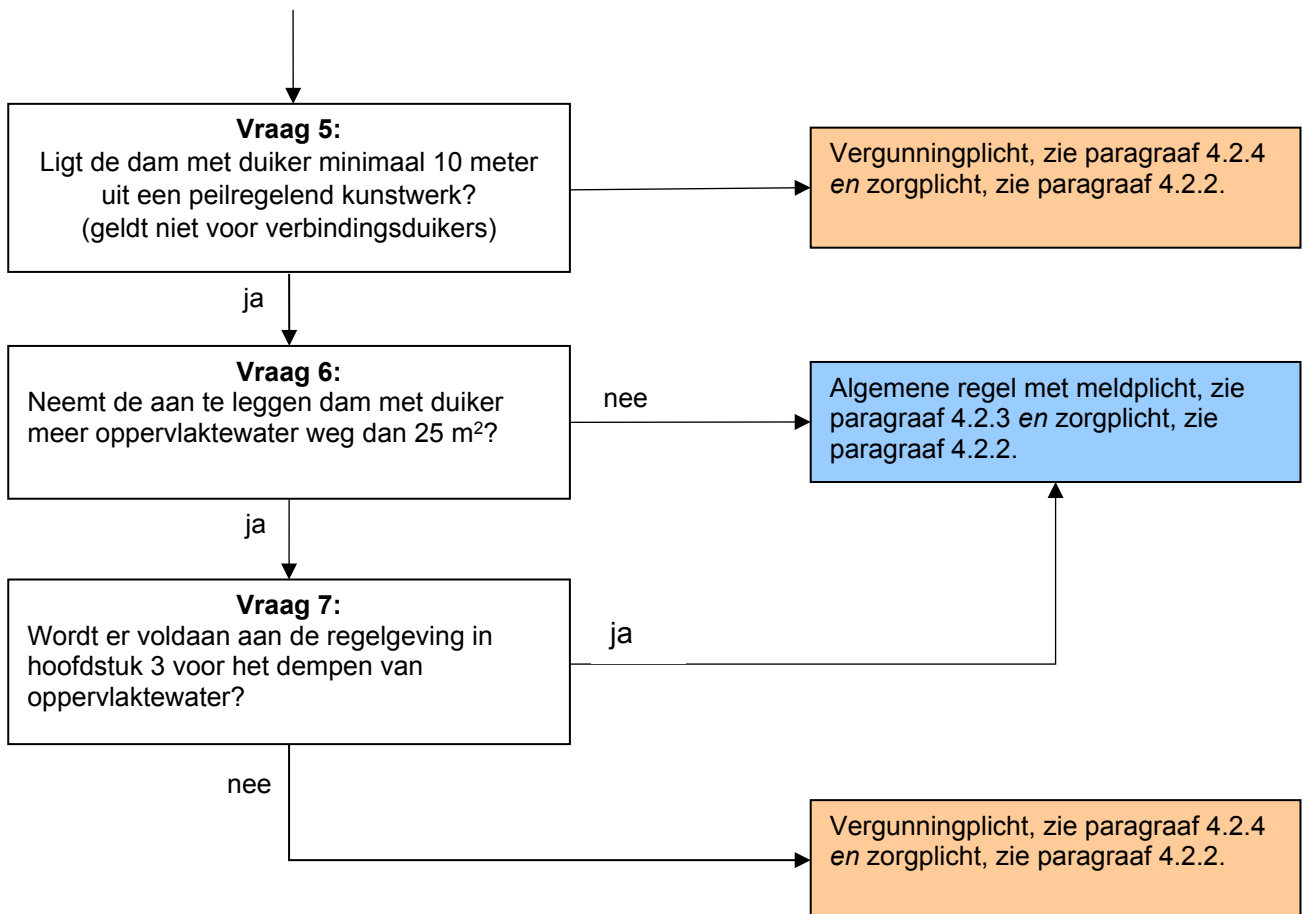 Vraag 5:
Ligt de dam met duiker minimaal 10 meter
uit een peilregelend kunstwerk?
(geldt niet voor verbindingsduikers)
Vergunningplicht, zie paragraaf 4.2.4
en zorgplicht, zie paragraaf 4.2.2.
ja
Vraag 6:
Neemt de aan te leggen dam met duiker
meer oppervlaktewater weg dan 25 m²?
nee
Algemene regel met meldplicht, zie
paragraaf 4.2.3 en zorgplicht, zie
paragraaf 4.2.2.
ja
Vraag 7:
Wordt er voldaan aan de regelgeving in
hoofdstuk 3 voor het dempen van
oppervlaktewater?
ja
nee
Vergunningplicht, zie paragraaf 4.2.4
en zorgplicht, zie paragraaf 4.2.2.